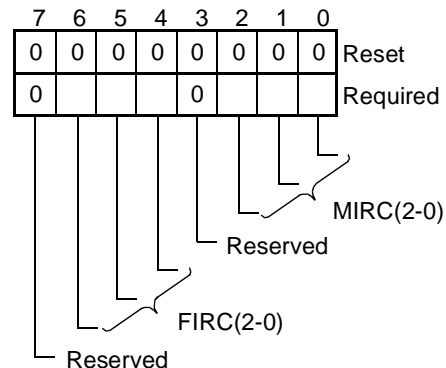 7 6 5 4 3 2 1 0
0 0 0 0 0 0 0 0 Reset
0 0 Required
MIRC(2-0)
Reserved
FIRC(2-0)
Reserved